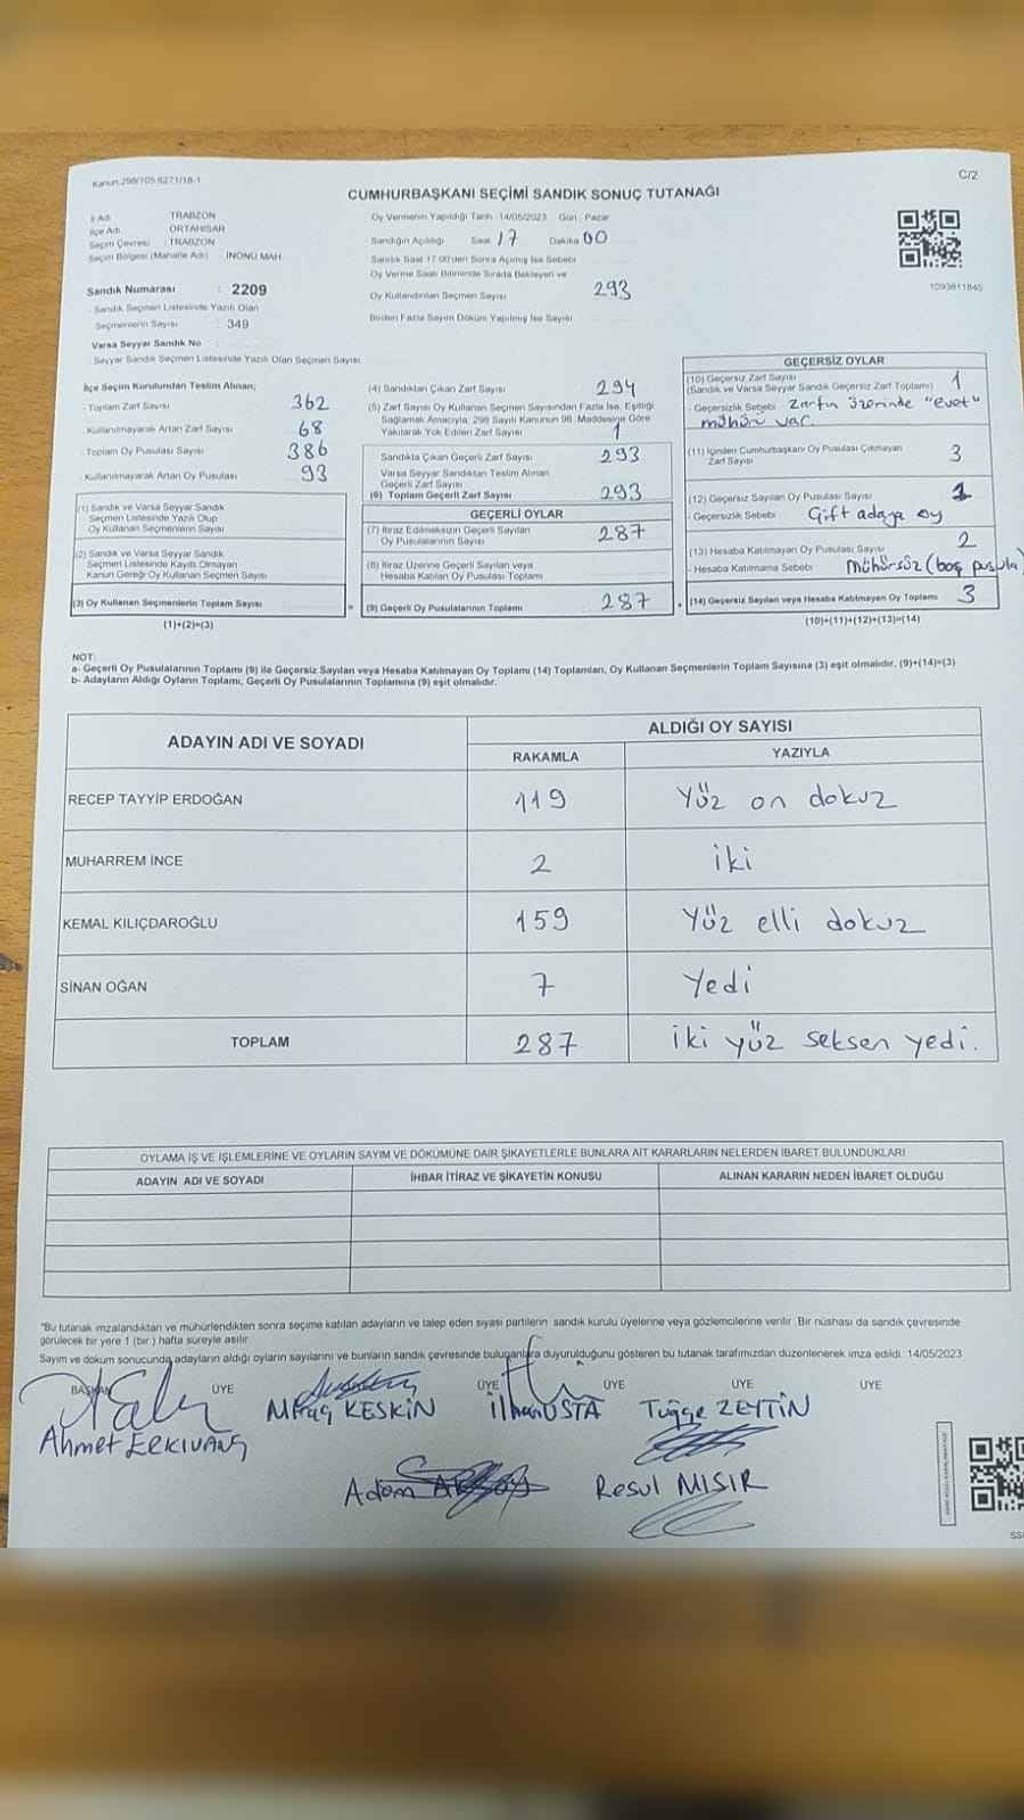 Kanun:298/105.6271/18-1
C/2
CUMHURBAŞKANI SEÇİMİ SANDIK SONUÇ TUTANAĞI
İl Adı TRABZON
İlçe Adı ORTAHİSAR
Seçim Çevresi : TRABZON
Seçim Bölgesi (Mahalle Adı) İNÖNÜ MAH.
Sandık Numarası : 2209
Sandık Seçmen Listesinde Yazılı Olan
Seçmenlerin Sayısı : 349
Varsa Seyyar Sandık No
Seyyar Sandık Seçmen Listesinde Yazılı Olan Seçmen Sayısı
Oy Vermenin Yapıldığı Tarih 14/05/2023 Gün : Pazar
Sandığın Açıldığı Saat 17 Dakika 00
Sandık Saat 17:00'den Sonra Açılmış İse Sebebi
Oy Verme Saati Bitiminde Sırada Bekleyen ve
Oy Kullandırılan Seçmen Sayısı 293
Birden Fazla Sayım Döküm Yapılmış İse Sayısı
1093811845
İlçe Seçim Kurulundan Teslim Alınan;
- Toplam Zarf Sayısı 362
- Kullanılmayarak Artan Zarf Sayısı 68
Toplam Oy Pusulası Sayısı 386
- Kullanılmayarak Artan Oy Pusulası 93
(1) Sandık ve Varsa Seyyar Sandık
Seçmen Listesinde Yazılı Olup
Oy Kullanan Seçmenlerin Sayısı
(2) Sandık ve Varsa Seyyar Sandık
Seçmen Listesinde Kayıtlı Olmayan
Kanun Gereği Oy Kullanan Seçmen Sayısı
(3) Oy Kullanan Seçmenlerin Toplam Sayısı
(1)+(2)=(3)
(4) Sandıktan Çıkan Zarf Sayısı 294
(5) Zarf Sayısı Oy Kullanan Seçmen Sayısından Fazla İse, Eşitliği
Sağlamak Amacıyla, 298 Sayılı Kanunun 98. Maddesine Göre
Yakılarak Yok Edilen Zarf Sayısı 1
Sandıkta Çıkan Geçerli Zarf Sayısı 293
Varsa Seyyar Sandıktan Teslim Alınan
Geçerli Zarf Sayısı
(6) Toplam Geçerli Zarf Sayısı 293
GEÇERLİ OYLAR
(7) İtiraz Edilmeksizin Geçerli Sayılan
Oy Pusulalarının Sayısı 287
(8) İtiraz Üzerine Geçerli Sayılan veya
Hesaba Katılan Oy Pusulası Toplamı
= (9) Geçerli Oy Pusulalarının Toplamı 287
GEÇERSİZ OYLAR
(10) Geçersiz Zarf Sayısı
(Sandık ve Varsa Seyyar Sandık Geçersiz Zarf Toplamı) 1
- Geçersizlik Sebebi Zarfın üzerinde "evet"
mühürü var.
(11) İçinden Cumhurbaşkanı Oy Pusulası Çıkmayan
Zarf Sayısı 3
(12) Geçersiz Sayılan Oy Pusulası Sayısı 1
- Geçersizlik Sebebi Çift adaya oy
(13) Hesaba Katılmayan Oy Pusulası Sayısı 2
- Hesaba Katılmama Sebebi Mühürsüz (boş pusula)
+ (14) Geçersiz Sayılan veya Hesaba Katılmayan Oy Toplamı 3
(10)+(11)+(12)+(13)=(14)
NOT:
a- Geçerli Oy Pusulalarının Toplamı (9) ile Geçersiz Sayılan veya Hesaba Katılmayan Oy Toplamı (14) Toplamları, Oy Kullanan Seçmenlerin Toplam Sayısına (3) eşit olmalıdır. (9)+(14)=(3)
b- Adayların Aldığı Oyların Toplamı, Geçerli Oy Pusulalarının Toplamına (9) eşit olmalıdır.
ADAYIN ADI VE SOYADI
ALDIĞI OY SAYISI
RAKAMLA YAZIYLA
RECEP TAYYİP ERDOĞAN 119 Yüz on dokuz
MUHARREM İNCE 2 iki
KEMAL KILIÇDAROĞLU 159 Yüz elli dokuz
SİNAN OĞAN 7 Yedi
TOPLAM 287 iki yüz seksen yedi.
OYLAMA İŞ VE İŞLEMLERİNE VE OYLARIN SAYIM VE DÖKÜMÜNE DAİR ŞİKAYETLERLE BUNLARA AİT KARARLARIN NELERDEN İBARET BULUNDUKLARI
ADAYIN ADI VE SOYADI İHBAR İTİRAZ VE ŞİKAYETİN KONUSU ALINAN KARARIN NEDEN İBARET OLDUĞU
"Bu tutanak imzalandıktan ve mühürlendikten sonra seçime katılan adayların ve talep eden siyasi partilerin sandık kurulu üyelerine veya gözlemcilerine verilir. Bir nüshası da sandık çevresinde
görülecek bir yere 1 (bir) hafta süreyle asılır.
Sayım ve döküm sonucunda adayların aldığı oyların sayılarını ve bunların sandık çevresinde bulunanlara duyurulduğunu gösteren bu tutanak tarafımızdan düzenlenerek imza edildi. 14/05/2023
BAŞKAN ÜYE ÜYE ÜYE ÜYE ÜYE
Ahmet ERKIVANÇ
Miraç KESKİN
İlhan USTA
Tuğçe ZEYTİN
Adem
Resul MISIR